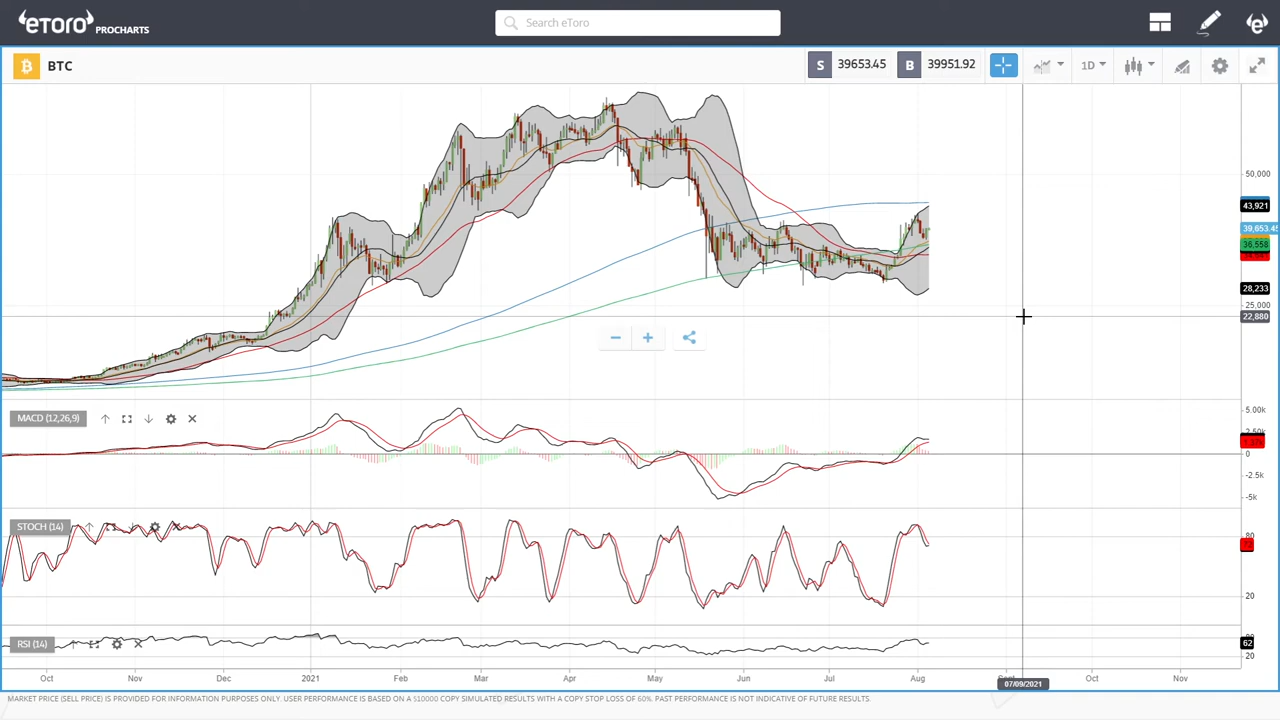 eToro PROCHARTS
Search eToro
BTC
S 39653.45 B 39951.92
1D
50,000
43,921
39,653.45
36,558
28,233
25,000
22,880
MACD (12,26,9)
5.00k
2.50k
0
-2.5k
-5k
STOCH (14)
80
20
RSI (14)
62
20
Oct Nov Dec 2021 Feb Mar Apr May Jun Jul Aug Oct Nov
07/09/2021
MARKET PRICE (SELL PRICE) IS PROVIDED FOR INFORMATION PURPOSES ONLY. USER PERFORMANCE IS BASED ON A $10000 COPY SIMULATED RESULTS WITH A COPY STOP LOSS OF 60%. PAST PERFORMANCE IS NOT INDICATIVE OF FUTURE RESULTS.